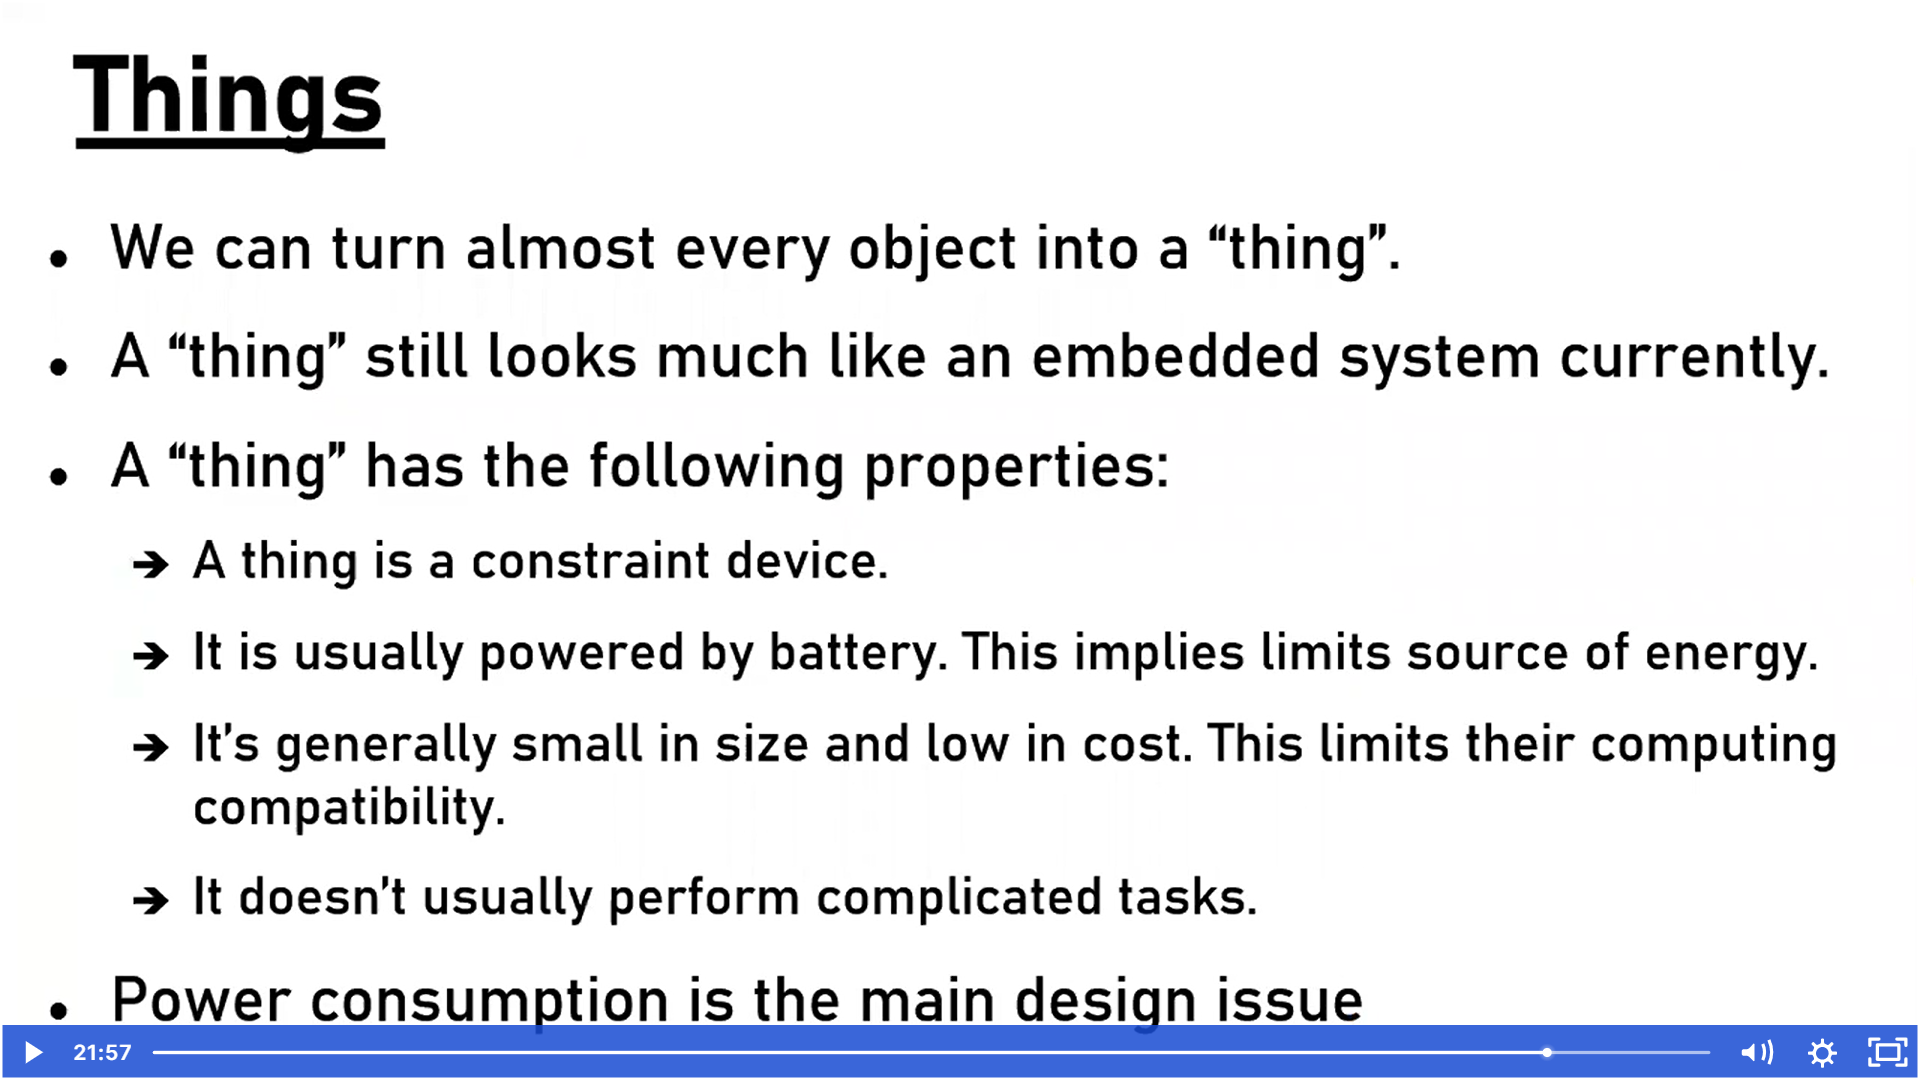 Things
• We can turn almost every object into a “thing”.
• A “thing” still looks much like an embedded system currently.
• A “thing” has the following properties:
➔ A thing is a constraint device.
➔ It is usually powered by battery. This implies limits source of energy.
➔ It’s generally small in size and low in cost. This limits their computing
compatibility.
➔ It doesn’t usually perform complicated tasks.
• Power consumption is the main design issue
21:57